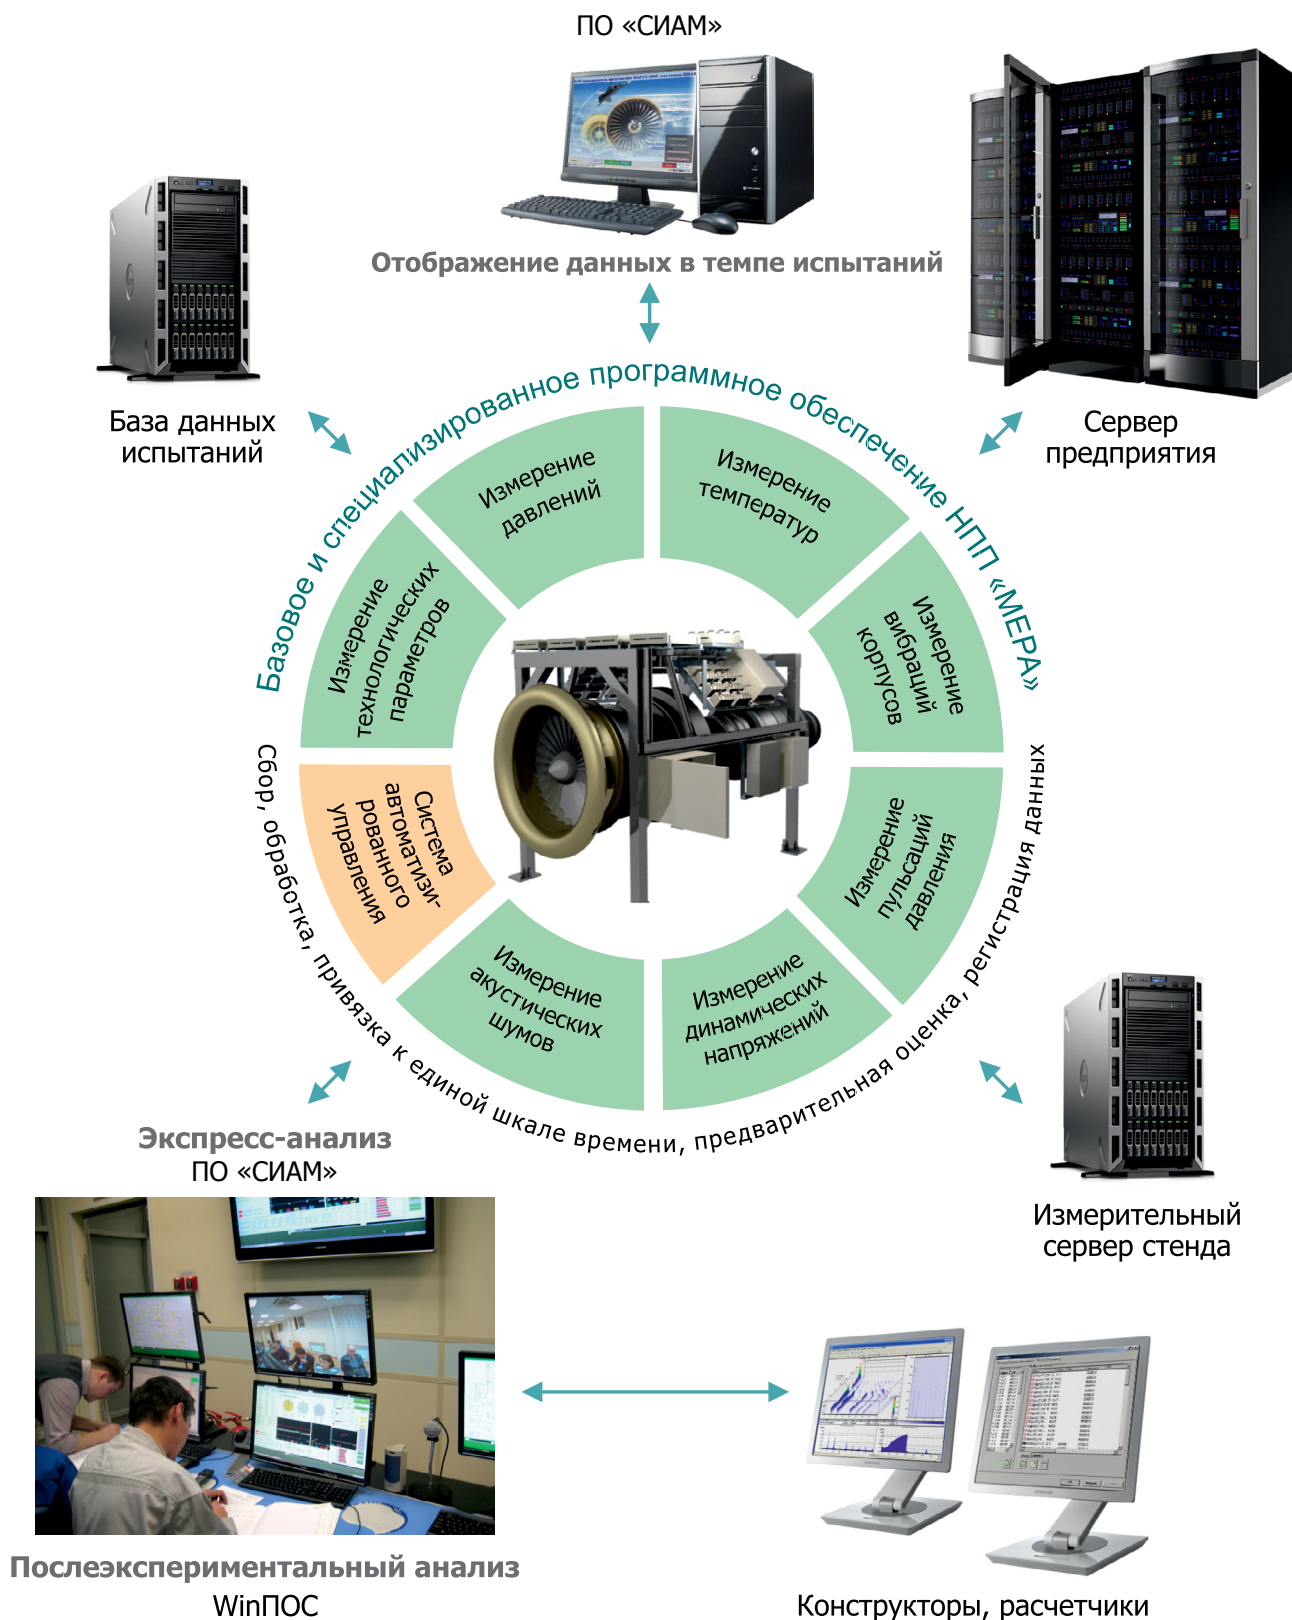 ПО «СИАМ»
Отображение данных в темпе испытаний
База данных
испытаний
Сервер
предприятия
Базовое и специализированное программное обеспечение НПП «МЕРА»
Измерение
давлений
Измерение
температур
Измерение
технологических
параметров
Измерение
вибраций
корпусов
Система
автоматизи-
рованного
управления
Измерение
пульсаций
давления
Измерение
акустических
шумов
Измерение
динамических
напряжений
Сбор, обработка, привязка к единой шкале времени, предварительная оценка, регистрация данных
Экспресс-анализ
ПО «СИАМ»
Измерительный
сервер стенда
Послеэкспериментальный анализ
WinПОС
Конструкторы, расчетчики